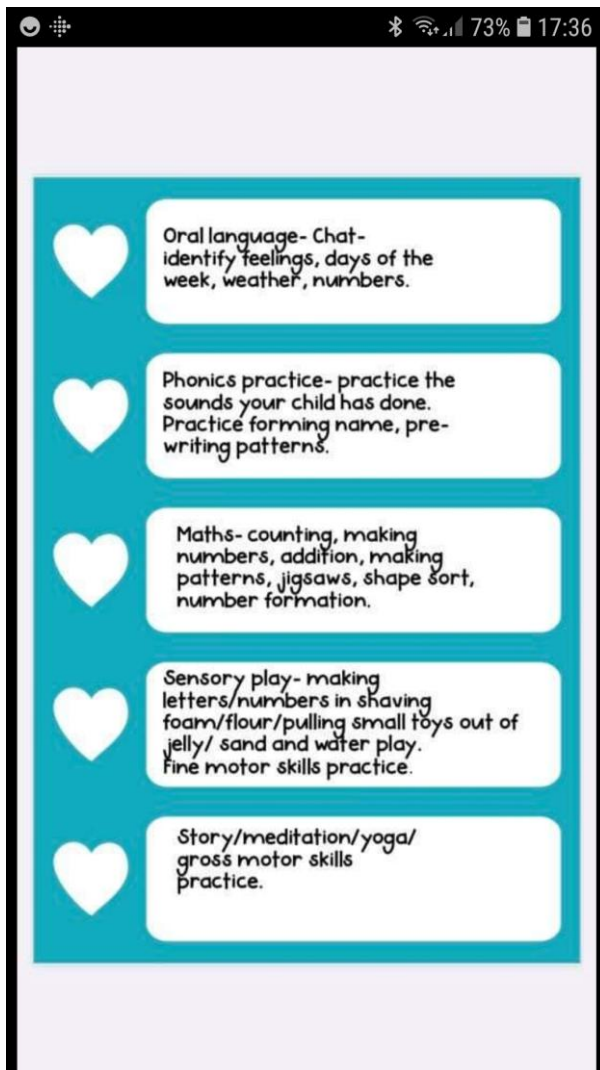 73% 17:36
Oral language- Chat-
identify feelings, days of the
week, weather, numbers.
Phonics practice- practice the
sounds your child has done.
Practice forming name, pre-
writing patterns.
Maths- counting, making
numbers, addition, making
patterns, jigsaws, shape sort,
number formation.
Sensory play- making
letters/numbers in shaving
foam/flour/pulling small toys out of
jelly/ sand and water play.
Fine motor skills practice.
Story/meditation/yoga/
gross motor skills
practice.